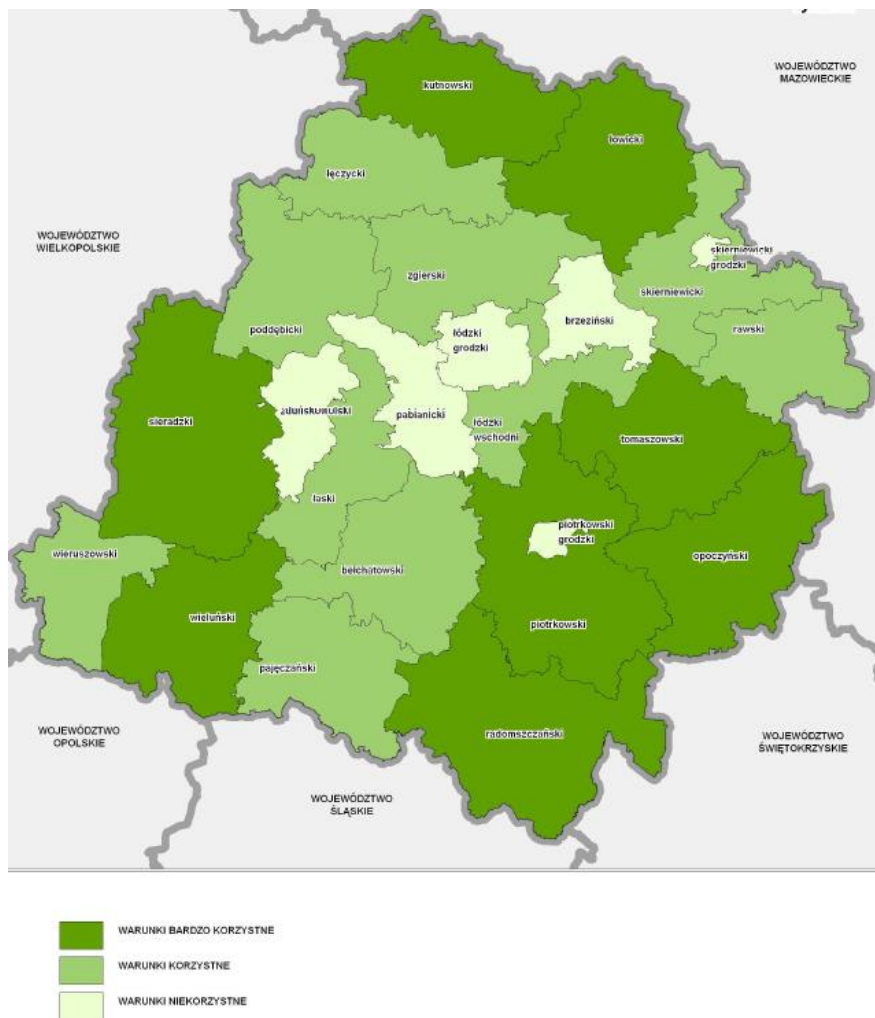 WOJEWÓDZTWO
MAZOWIECKIE
kutnowski
łowicki
łęczycki
WOJEWÓDZTWO
WIELKOPOLSKIE
skierniewicki
grodzki
zgierski
skierniewicki
brzeziński
poddębicki
łódzki
grodzki
rawski
zduńskowolski
pabianicki
sieradzki
łódzki
wschodni
tomaszowski
łaski
piotrkowski
grodzki
wieruszowski
opoczyński
bełchatowski
wieluński
piotrkowski
pajęczański
WOJEWÓDZTWO
OPOLSKIE
radomszczański
WOJEWÓDZTWO
ŚWIĘTOKRZYSKIE
WOJEWÓDZTWO
ŚLĄSKIE
WARUNKI BARDZO KORZYSTNE
WARUNKI KORZYSTNE
WARUNKI NIEKORZYSTNE